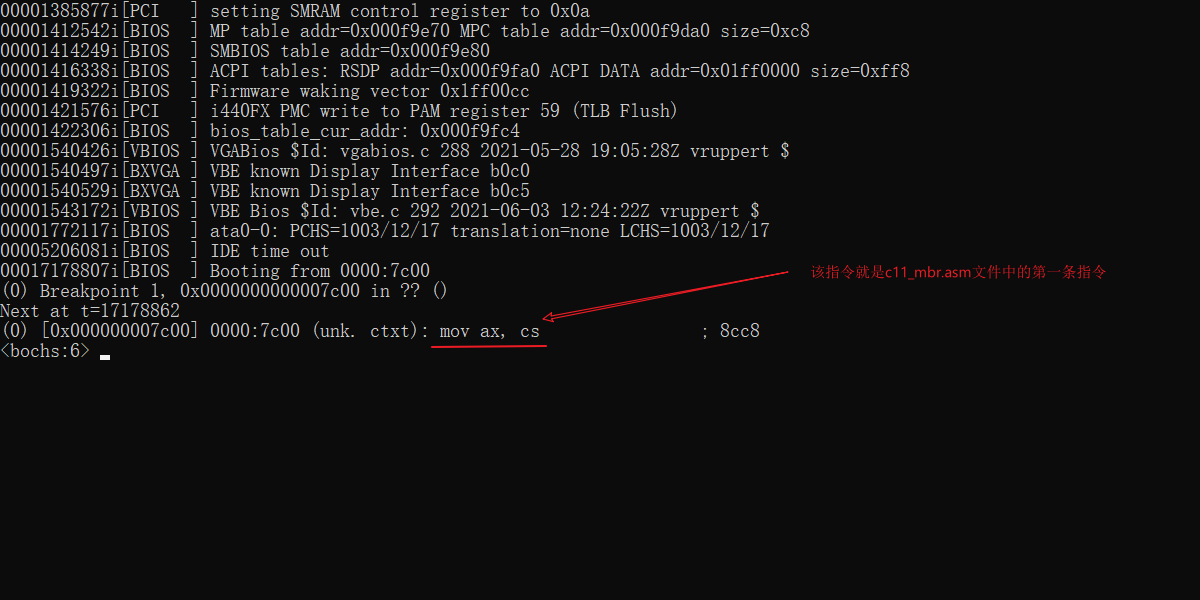 00001385877i[PCI   ] setting SMRAM control register to 0x0a
00001412542i[BIOS  ] MP table addr=0x000f9e70 MPC table addr=0x000f9da0 size=0xc8
00001414249i[BIOS  ] SMBIOS table addr=0x000f9e80
00001416338i[BIOS  ] ACPI tables: RSDP addr=0x000f9fa0 ACPI DATA addr=0x01ff0000 size=0xff8
00001419322i[BIOS  ] Firmware waking vector 0x1ff00cc
00001421576i[PCI   ] i440FX PMC write to PAM register 59 (TLB Flush)
00001422306i[BIOS  ] bios_table_cur_addr: 0x000f9fc4
00001540426i[VBIOS ] VGABios $Id: vgabios.c 288 2021-05-28 19:05:28Z vruppert $
00001540497i[BXVGA ] VBE known Display Interface b0c0
00001540529i[BXVGA ] VBE known Display Interface b0c5
00001543172i[VBIOS ] VBE Bios $Id: vbe.c 292 2021-06-03 12:24:22Z vruppert $
00001772117i[BIOS  ] ata0-0: PCHS=1003/12/17 translation=none LCHS=1003/12/17
00005206081i[BIOS  ] IDE time out
00017178807i[BIOS  ] Booting from 0000:7c00
该指令就是c11_mbr.asm文件中的第一条指令
(0) Breakpoint 1, 0x0000000000007c00 in ?? ()
Next at t=17178862
(0) [0x000000007c00] 0000:7c00 (unk. ctxt): mov ax, cs                ; 8cc8
<bochs:6>